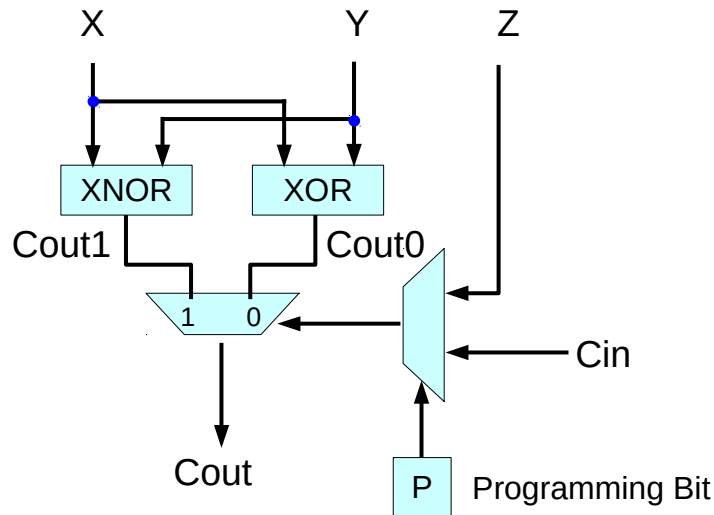 X Y Z
XNOR XOR
Cout1 Cout0
1 0
Cin
Cout
P Programming Bit